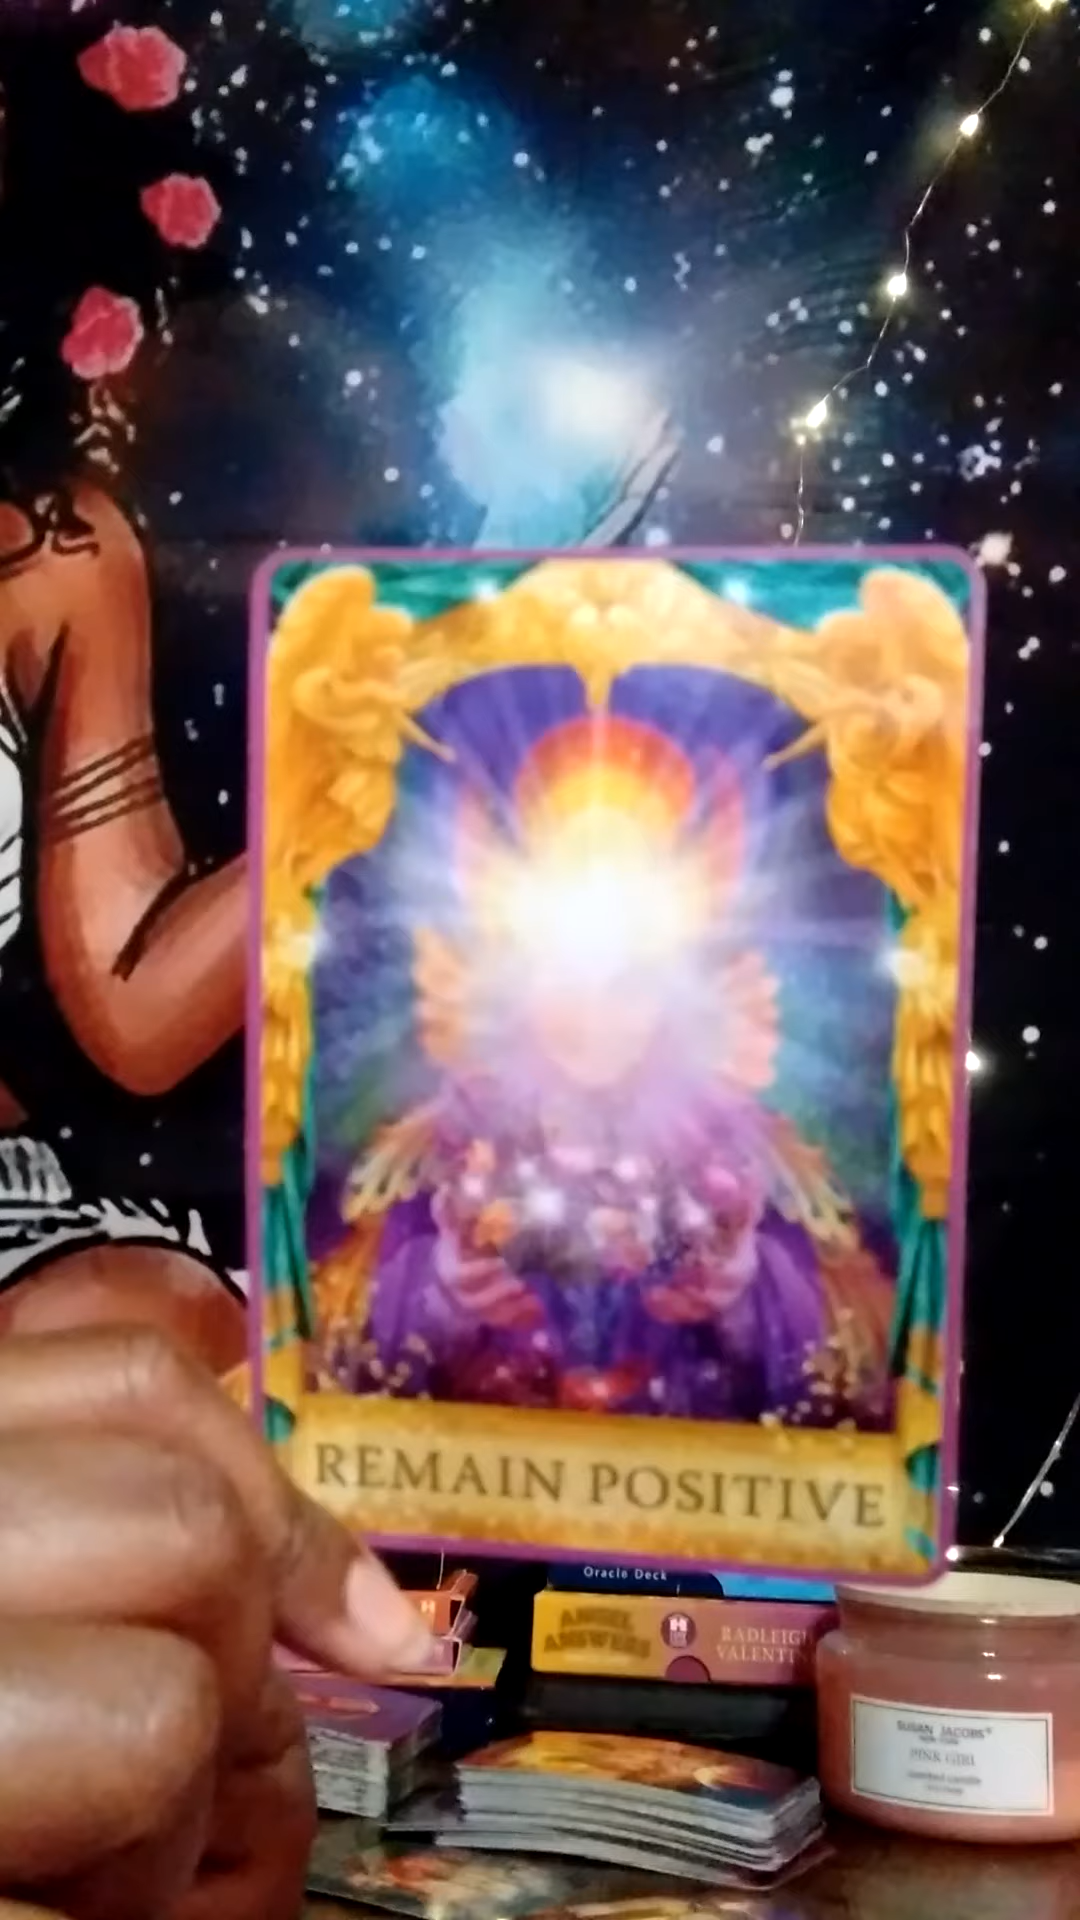 REMAIN POSITIVE
Oracle Deck
H
ANGEL
ANSWERS
H
RADLEIGH
VALENTIN
SUSAN JACOBS®
PINK GIRL